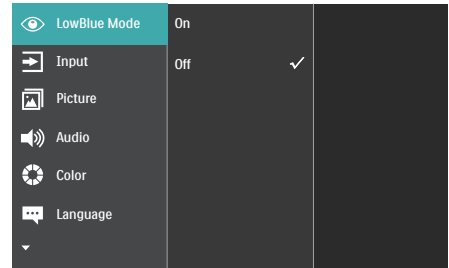 LowBlue Mode
On
Input
Off
Picture
Audio
Color
Language